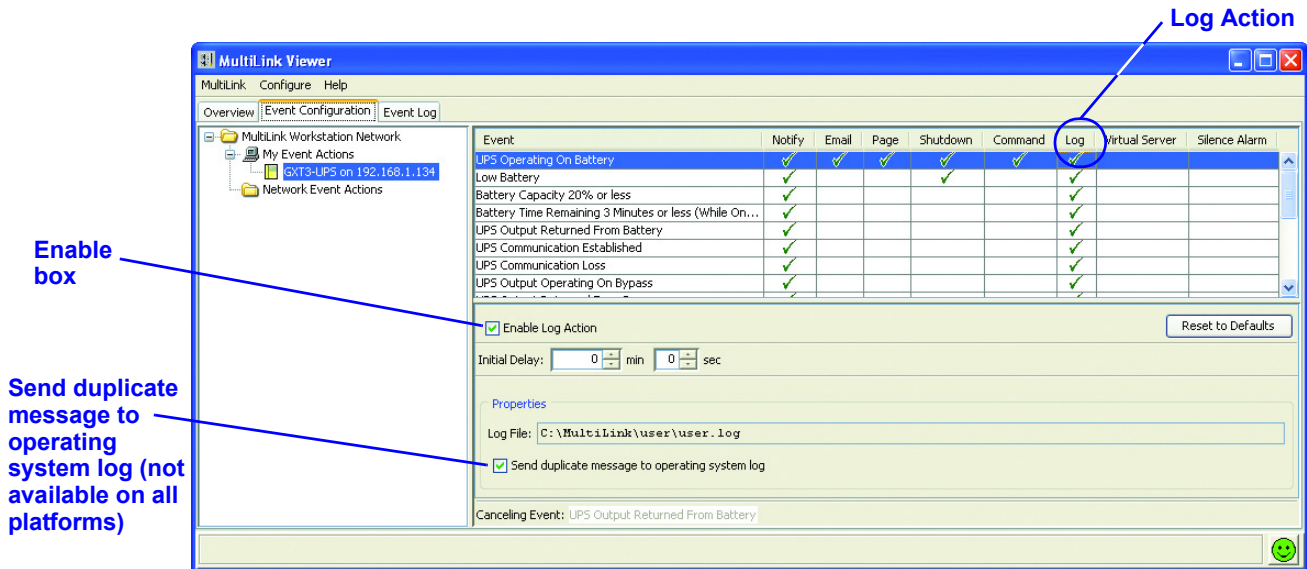 Log Action
MultiLink Viewer
MultiLink Configure Help
Overview Event Configuration Event Log
MultiLink Workstation Network
My Event Actions
GXT3-UPS on 192.168.1.134
Network Event Actions
Event Notify Email Page Shutdown Command Log Virtual Server Silence Alarm
UPS Operating On Battery
Low Battery
Battery Capacity 20% or less
Battery Time Remaining 3 Minutes or less (While On...
UPS Output Returned From Battery
UPS Communication Established
UPS Communication Loss
UPS Output Operating On Bypass
Enable
box
Enable Log Action
Reset to Defaults
Initial Delay: 0 min 0 sec
Send duplicate
message to
operating
system log (not
available on all
platforms)
Properties
Log File: C:\MultiLink\user\user.log
Send duplicate message to operating system log
Canceling Event: UPS Output Returned From Battery